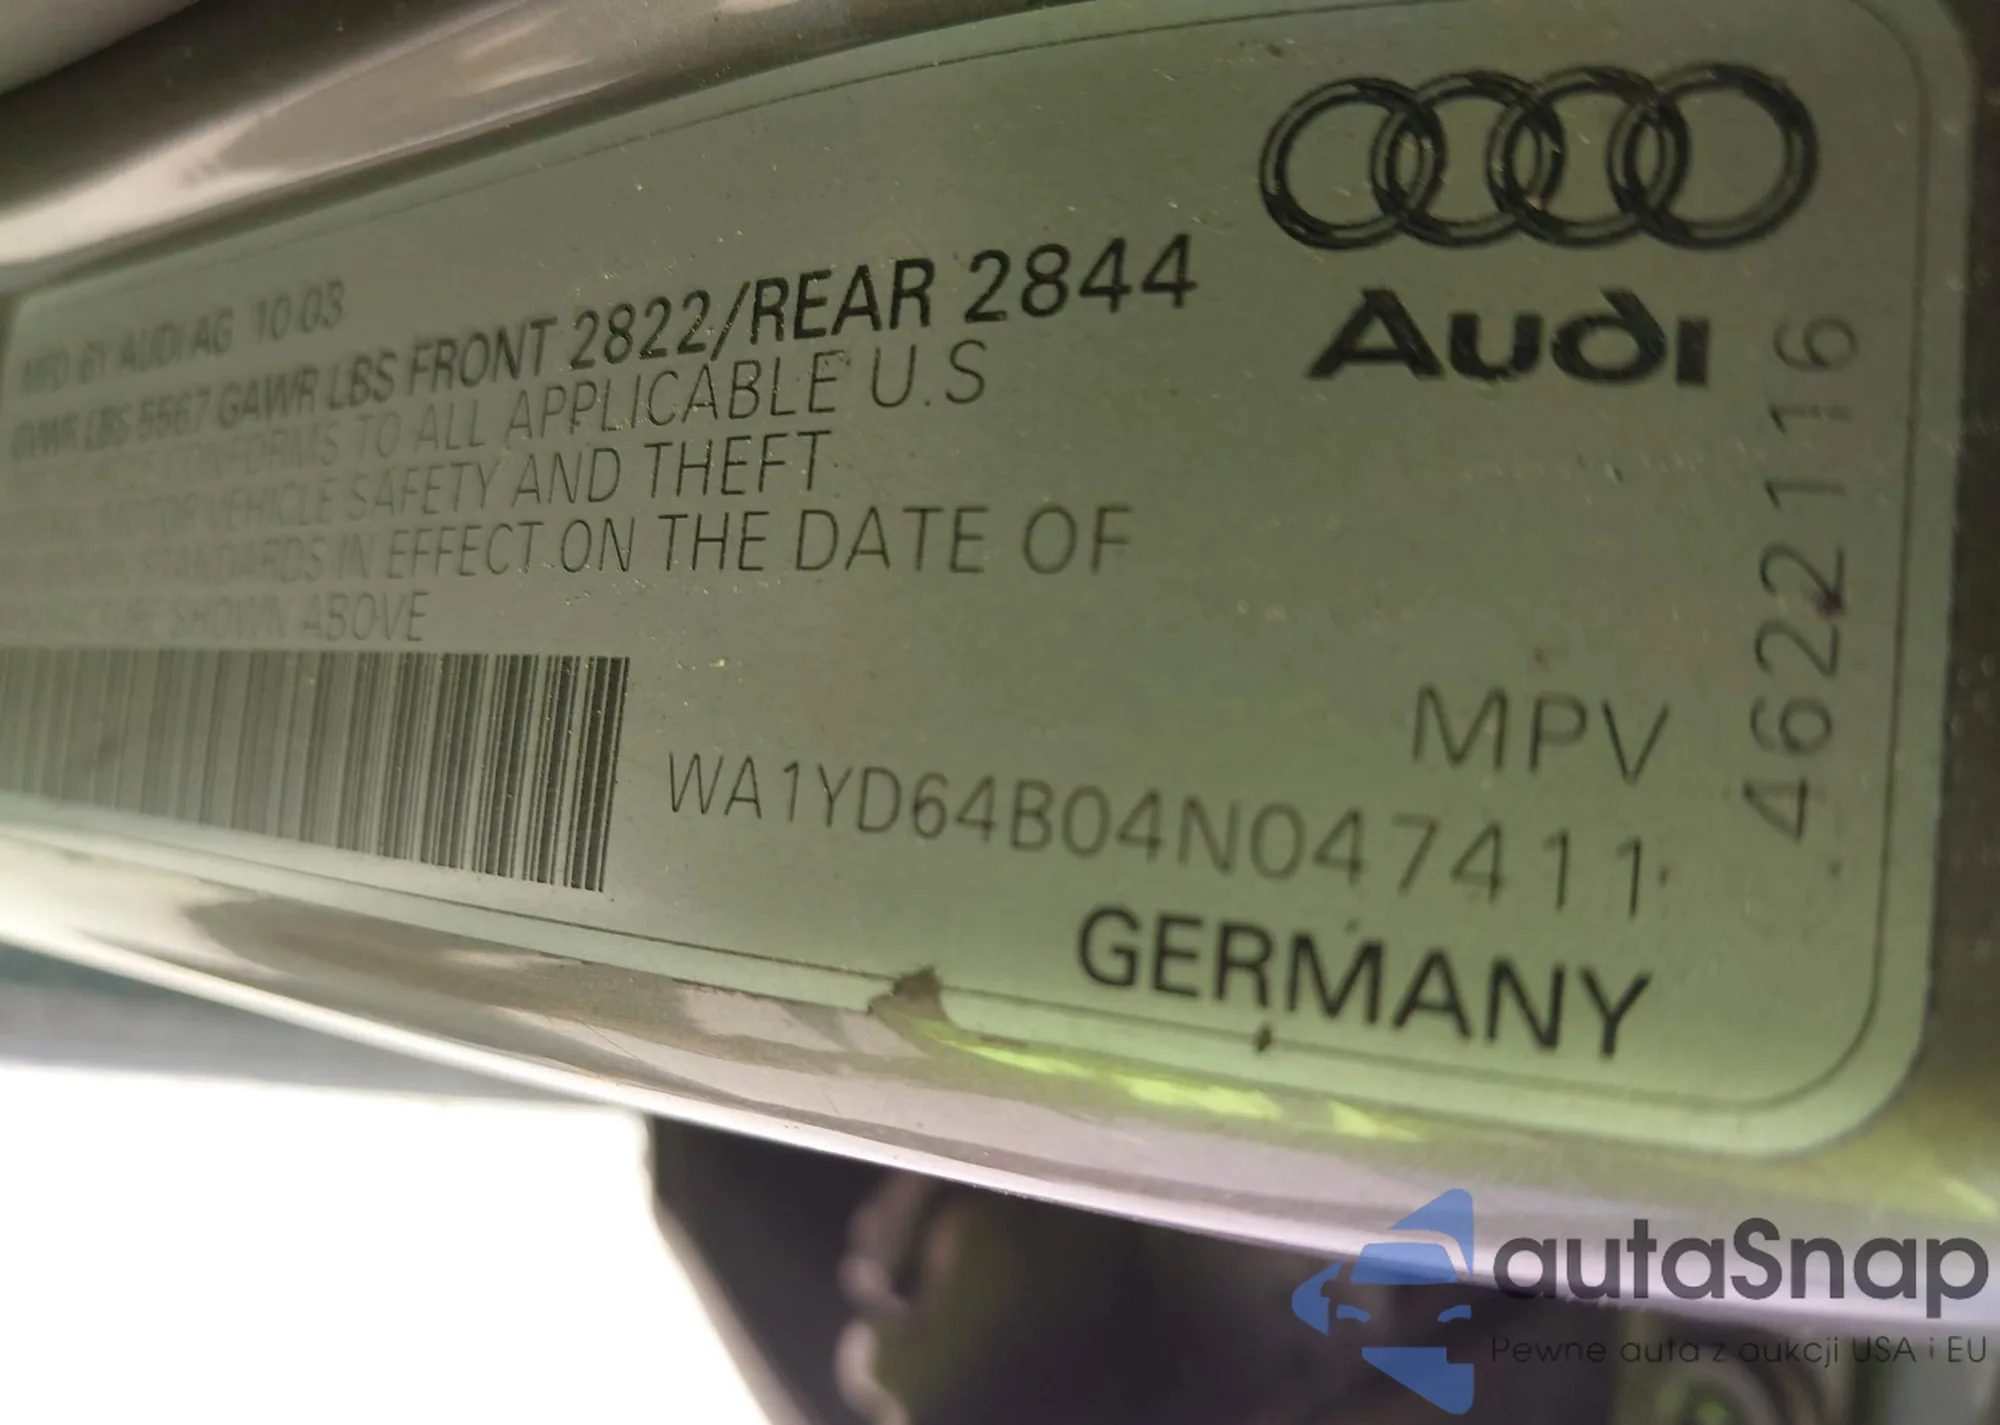 MFD BY AUDI AG 10 03
GVWR LBS 5567 GAWR LBS FRONT 2822/REAR 2844
CONFORMS TO ALL APPLICABLE U.S
MOTOR VEHICLE SAFETY AND THEFT
STANDARDS IN EFFECT ON THE DATE OF
SHOWN ABOVE
Audi
46221116
MPV
WA1YD64B04N047411
GERMANY
autaSnap
Pewne auta z aukcji USA i EU